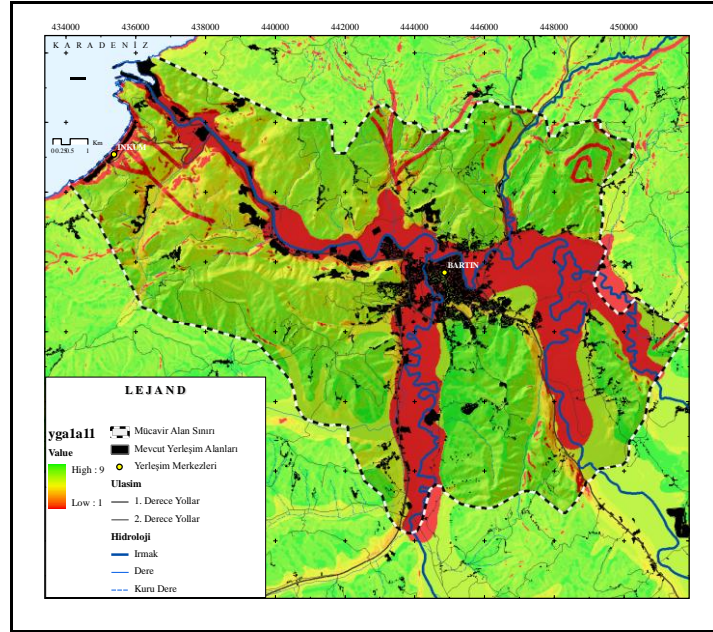 434000 436000 438000 440000 442000 444000 446000 448000 450000
KARADENİZ
Km
0 0.25 0.5 1
İNKUM
BARTIN
LEJAND
yga1a11
Value
High : 9
Low : 1
Mücavir Alan Sınırı
Mevcut Yerleşim Alanları
Yerleşim Merkezleri
Ulasim
1. Derece Yollar
2. Derece Yollar
Hidroloji
Irmak
Dere
Kuru Dere